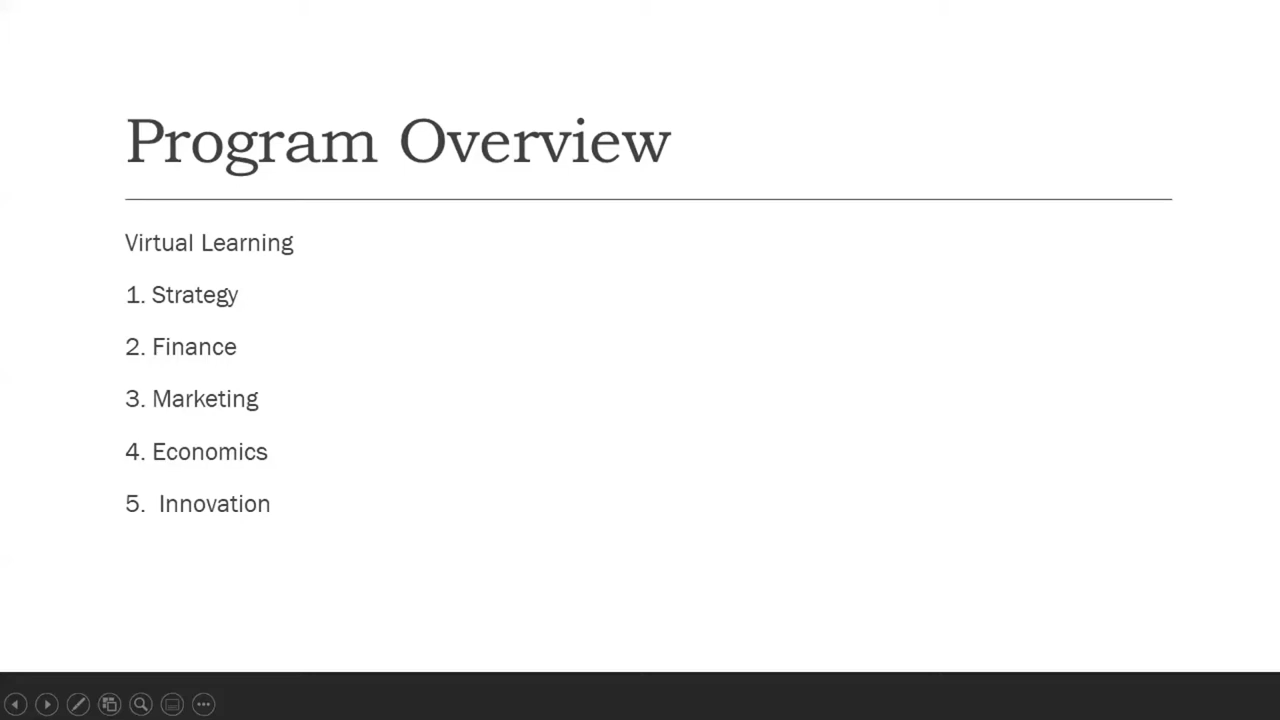 Program Overview
Virtual Learning
1. Strategy
2. Finance
3. Marketing
4. Economics
5.  Innovation